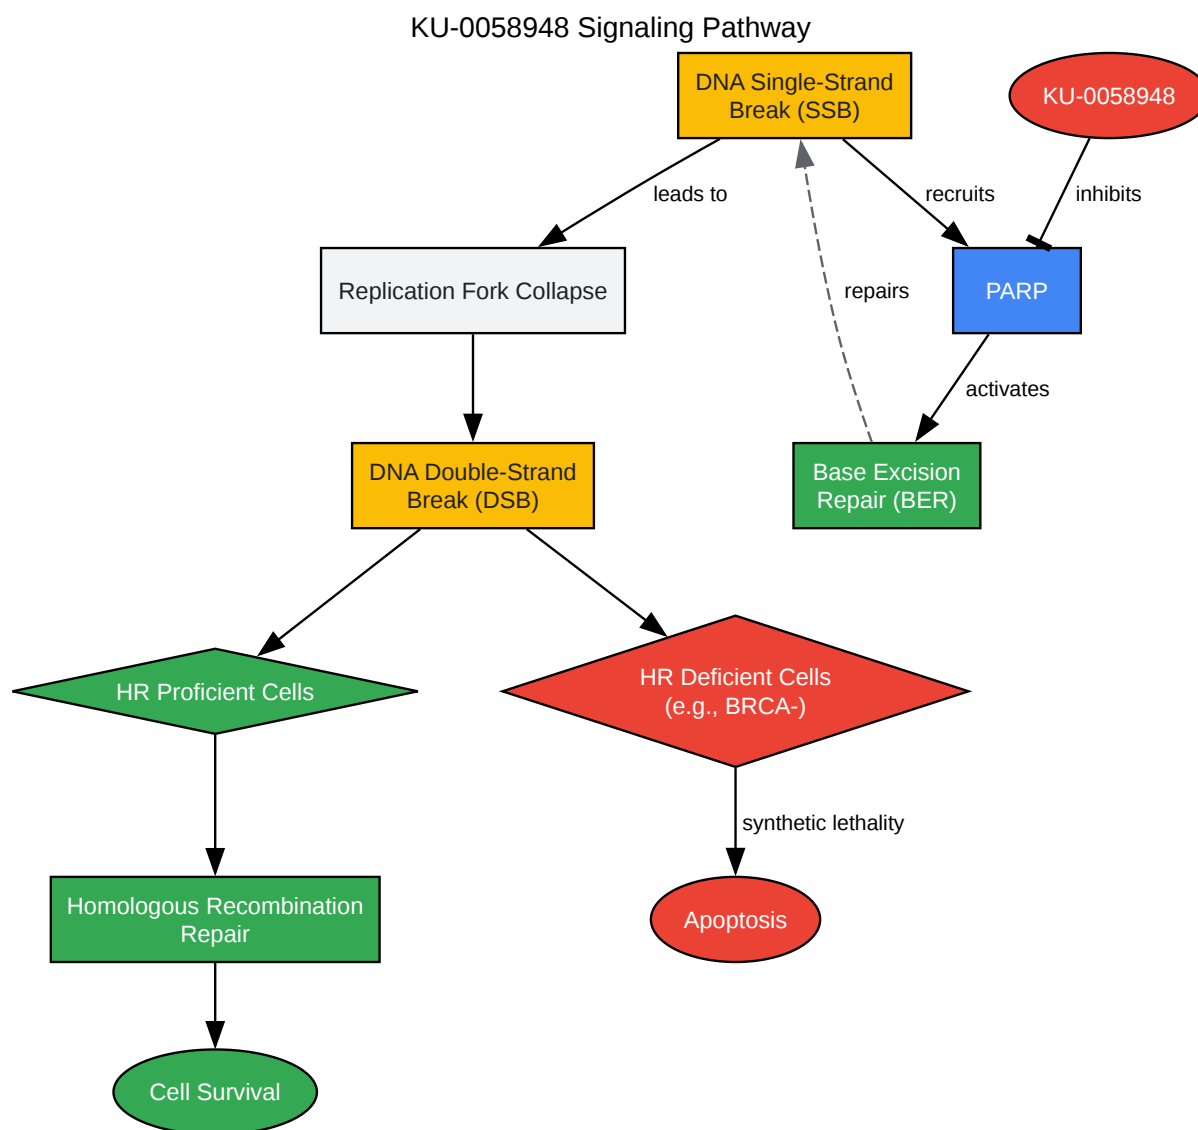 KU-0058948 Signaling Pathway
DNA Single-Strand
Break (SSB)
KU-0058948
leads to
recruits
inhibits
Replication Fork Collapse
repairs
PARP
activates
DNA Double-Strand
Break (DSB)
Base Excision
Repair (BER)
HR Proficient Cells
HR Deficient Cells
(e.g., BRCA-)
synthetic lethality
Homologous Recombination
Repair
Apoptosis
Cell Survival